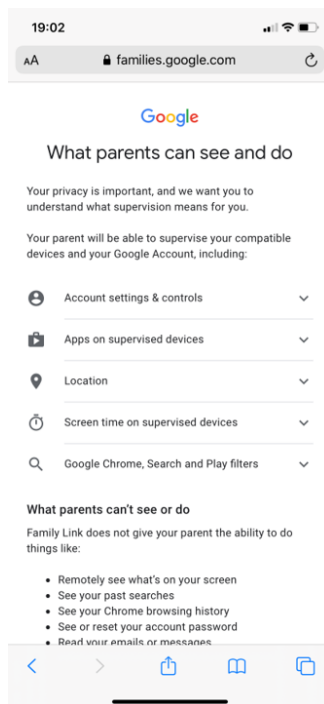 19:02
AA families.google.com
Google
What parents can see and do
Your privacy is important, and we want you to
understand what supervision means for you.
Your parent will be able to supervise your compatible
devices and your Google Account, including:
Account settings & controls
Apps on supervised devices
Location
Screen time on supervised devices
Google Chrome, Search and Play filters
What parents can't see or do
Family Link does not give your parent the ability to do
things like:
• Remotely see what's on your screen
• See your past searches
• See your Chrome browsing history
• See or reset your account password
• Read your emails or messages